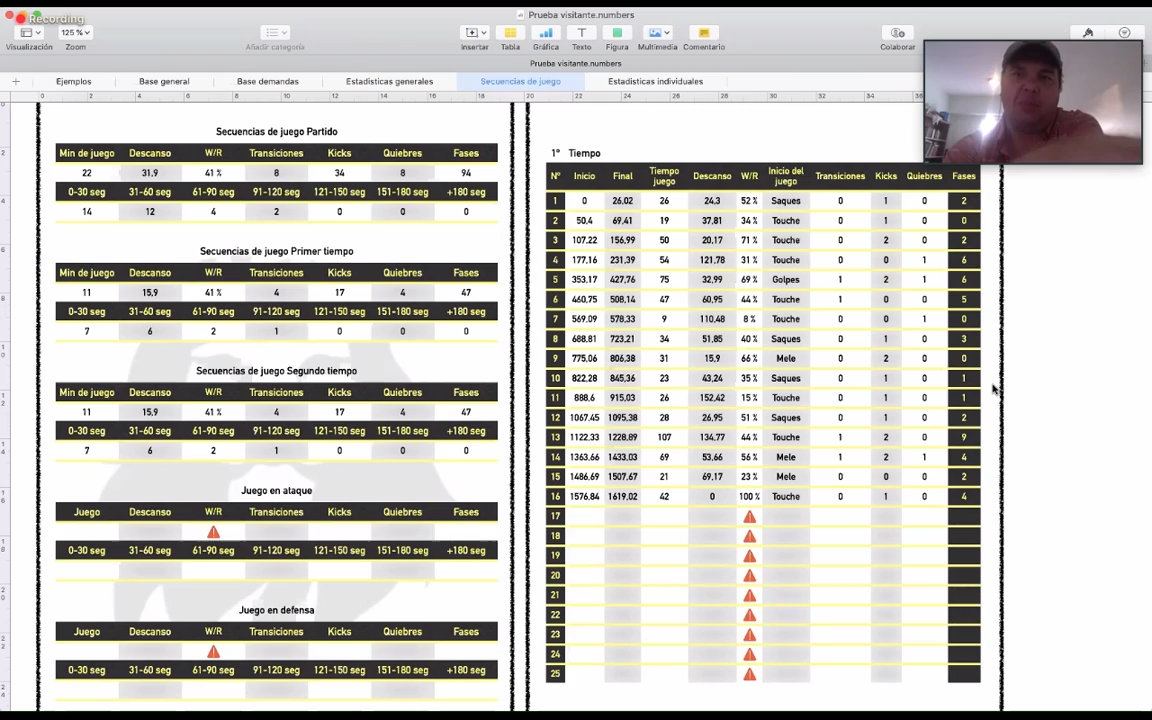 Recording
Prueba visitante.numbers
125 %
Visualización Zoom Añadir categoría Insertar Tabla Gráfica Texto Figura Multimedia Comentario Colaborar
Prueba visitante.numbers
Ejemplos Base general Base demandas Estadisticas generales Secuencias de juego Estadisticas individuales
0 2 4 6 8 10 12 14 16 18 20 22 24 26 28 30 32 34 36
Secuencias de juego Partido
Min de juego Descanso W/R Transiciones Kicks Quiebres Fases
22 31,9 41 % 8 34 8 94
0-30 seg 31-60 seg 61-90 seg 91-120 seg 121-150 seg 151-180 seg +180 seg
14 12 4 2 0 0 0
Secuencias de juego Primer tiempo
Min de juego Descanso W/R Transiciones Kicks Quiebres Fases
11 15,9 41 % 4 17 4 47
0-30 seg 31-60 seg 61-90 seg 91-120 seg 121-150 seg 151-180 seg +180 seg
7 6 2 1 0 0 0
Secuencias de juego Segundo tiempo
Min de juego Descanso W/R Transiciones Kicks Quiebres Fases
11 15,9 41 % 4 17 4 47
0-30 seg 31-60 seg 61-90 seg 91-120 seg 121-150 seg 151-180 seg +180 seg
7 6 2 1 0 0 0
Juego en ataque
Juego Descanso W/R Transiciones Kicks Quiebres Fases
0-30 seg 31-60 seg 61-90 seg 91-120 seg 121-150 seg 151-180 seg +180 seg
Juego en defensa
Juego Descanso W/R Transiciones Kicks Quiebres Fases
0-30 seg 31-60 seg 61-90 seg 91-120 seg 121-150 seg 151-180 seg +180 seg
1° Tiempo
N° Inicio Final Tiempo juego Descanso W/R Inicio del juego Transiciones Kicks Quiebres Fases
1 0 26,02 26 24,3 52 % Saques 0 1 0 2
2 50,4 69,41 19 37,81 34 % Touche 0 1 0 0
3 107,22 156,99 50 20,17 71 % Touche 0 2 0 2
4 177,16 231,39 54 121,78 31 % Touche 0 0 1 6
5 353,17 427,76 75 32,99 69 % Golpes 1 2 1 6
6 460,75 508,14 47 60,95 44 % Touche 1 0 0 5
7 569,09 578,33 9 110,48 8 % Touche 0 0 1 0
8 688,81 723,21 34 51,85 40 % Saques 0 1 0 3
9 775,06 806,38 31 15,9 66 % Mele 0 2 0 0
10 822,28 845,36 23 43,24 35 % Saques 0 1 0 1
11 888,6 915,03 26 152,42 15 % Touche 0 1 0 1
12 1067,45 1095,38 28 26,95 51 % Saques 0 1 0 2
13 1122,33 1228,89 107 134,77 44 % Touche 1 2 0 9
14 1363,66 1433,03 69 53,66 56 % Mele 1 2 1 4
15 1486,69 1507,67 21 69,17 23 % Mele 0 0 0 2
16 1576,84 1619,02 42 0 100 % Touche 0 1 0 4
17
18
19
20
21
22
23
24
25